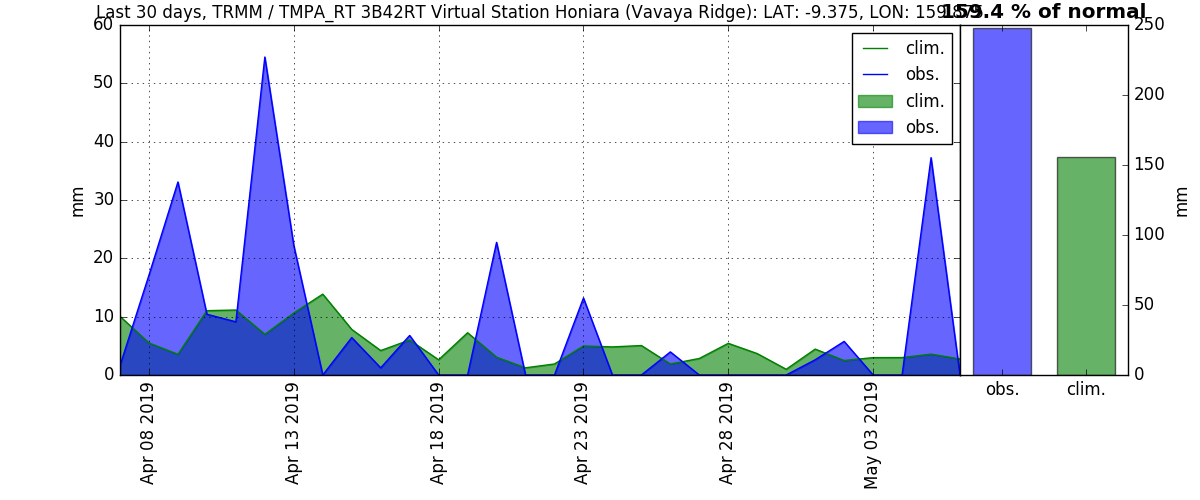 Last 30 days, TRMM / TMPA_RT 3B42RT Virtual Station Honiara (Vavaya Ridge): LAT: -9.375, LON:
159.4 % of normal
60
50
40
30
20
10
0
mm
clim.
obs.
clim.
obs.
250
200
150
100
50
0
mm
Apr 08 2019
Apr 13 2019
Apr 18 2019
Apr 23 2019
Apr 28 2019
May 03 2019
obs.
clim.